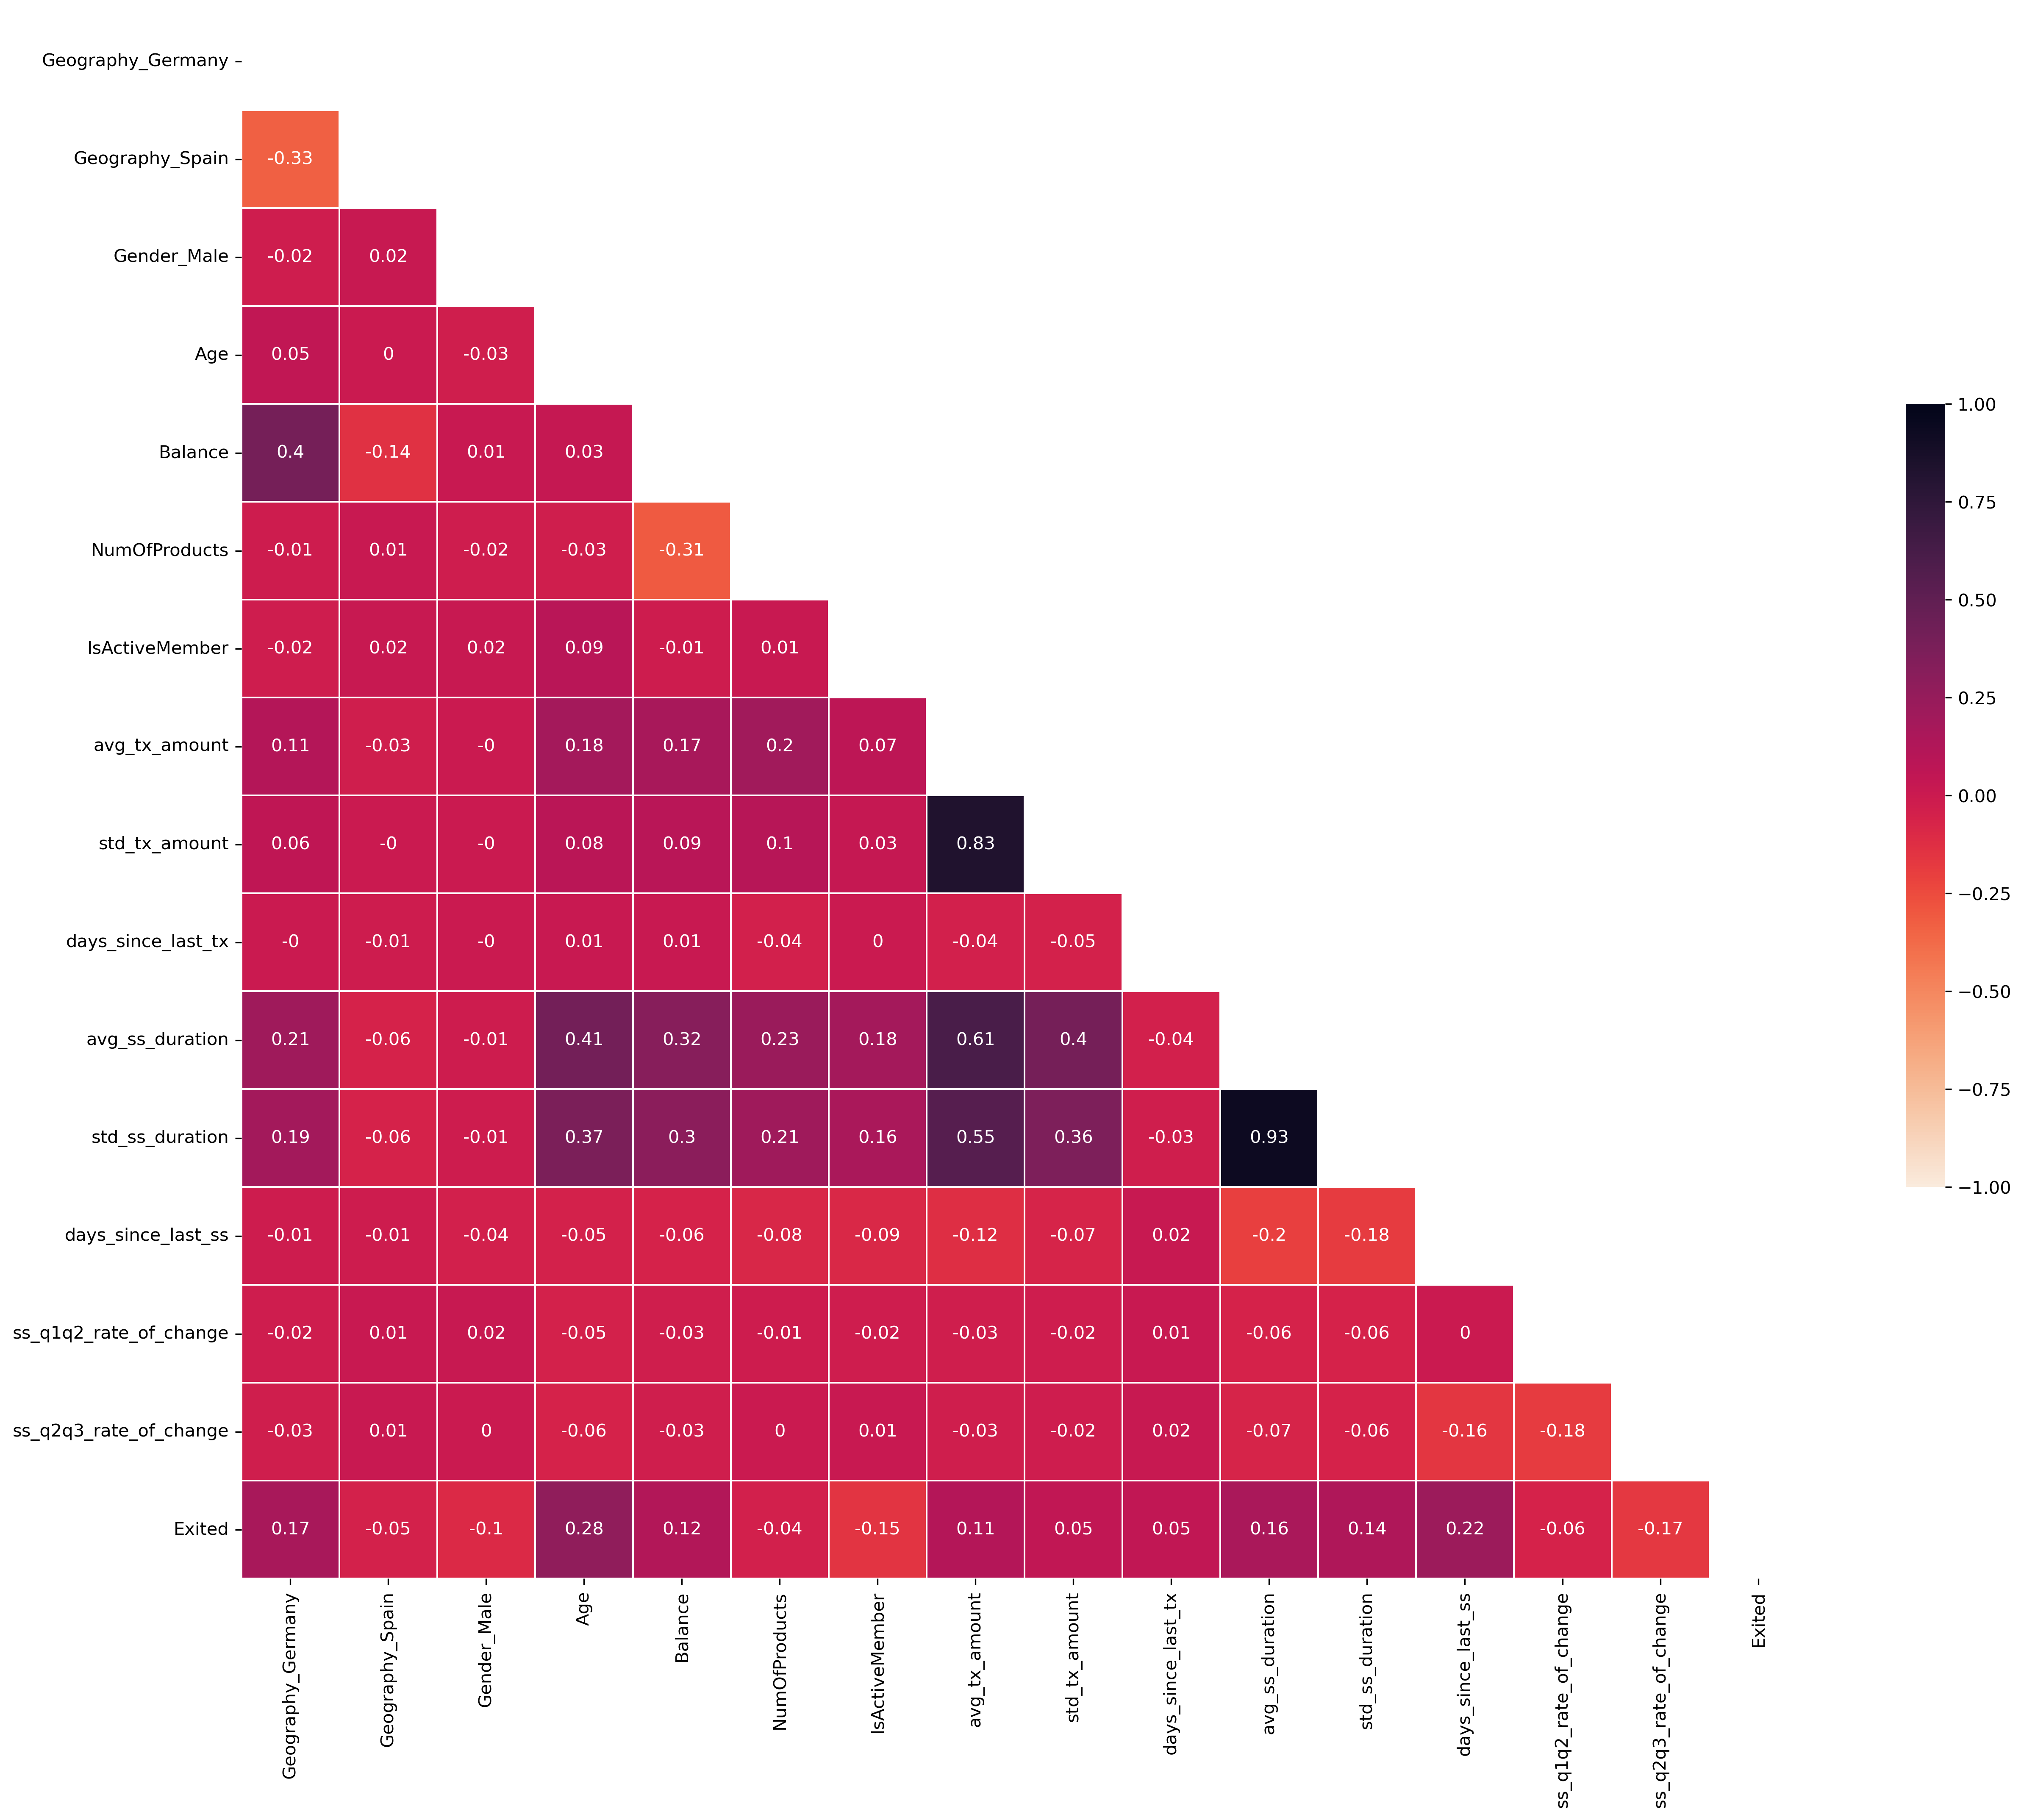 Geography_Germany
Geography_Spain -0.33
Gender_Male -0.02 0.02
Age 0.05 0 -0.03
Balance 0.4 -0.14 0.01 0.03
NumOfProducts -0.01 0.01 -0.02 -0.03 -0.31
IsActiveMember -0.02 0.02 0.02 0.09 -0.01 0.01
avg_tx_amount 0.11 -0.03 -0 0.18 0.17 0.2 0.07
std_tx_amount 0.06 -0 -0 0.08 0.09 0.1 0.03 0.83
days_since_last_tx -0 -0.01 -0 0.01 0.01 -0.04 0 -0.04 -0.05
avg_ss_duration 0.21 -0.06 -0.01 0.41 0.32 0.23 0.18 0.61 0.4 -0.04
std_ss_duration 0.19 -0.06 -0.01 0.37 0.3 0.21 0.16 0.55 0.36 -0.03 0.93
days_since_last_ss -0.01 -0.01 -0.04 -0.05 -0.06 -0.08 -0.09 -0.12 -0.07 0.02 -0.2 -0.18
ss_q1q2_rate_of_change -0.02 0.01 0.02 -0.05 -0.03 -0.01 -0.02 -0.03 -0.02 0.01 -0.06 -0.06 0
ss_q2q3_rate_of_change -0.03 0.01 0 -0.06 -0.03 0 0.01 -0.03 -0.02 0.02 -0.07 -0.06 -0.16 -0.18
Exited 0.17 -0.05 -0.1 0.28 0.12 -0.04 -0.15 0.11 0.05 0.05 0.16 0.14 0.22 -0.06 -0.17
Geography_Germany
Geography_Spain
Gender_Male
Age
Balance
NumOfProducts
IsActiveMember
avg_tx_amount
std_tx_amount
days_since_last_tx
avg_ss_duration
std_ss_duration
days_since_last_ss
ss_q1q2_rate_of_change
ss_q2q3_rate_of_change
Exited
1.00
0.75
0.50
0.25
0.00
−0.25
−0.50
−0.75
−1.00